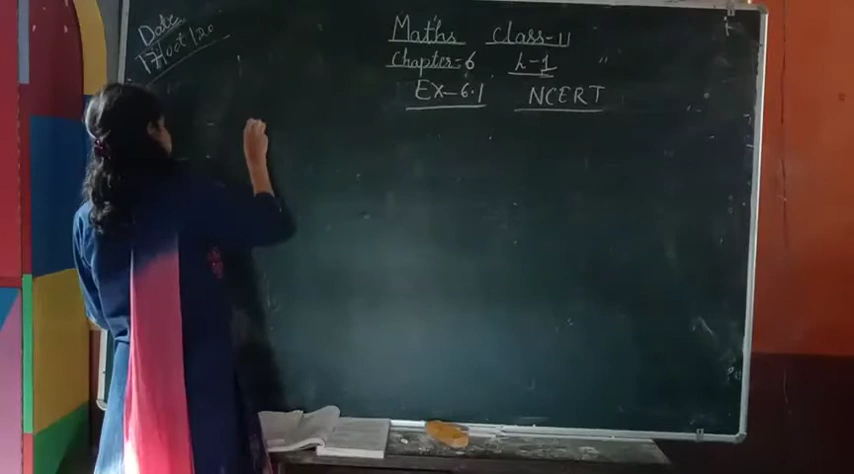 Date
17/Oct/20
Maths Class-11
Chapter-6 L-1
Ex-6.1 NCERT